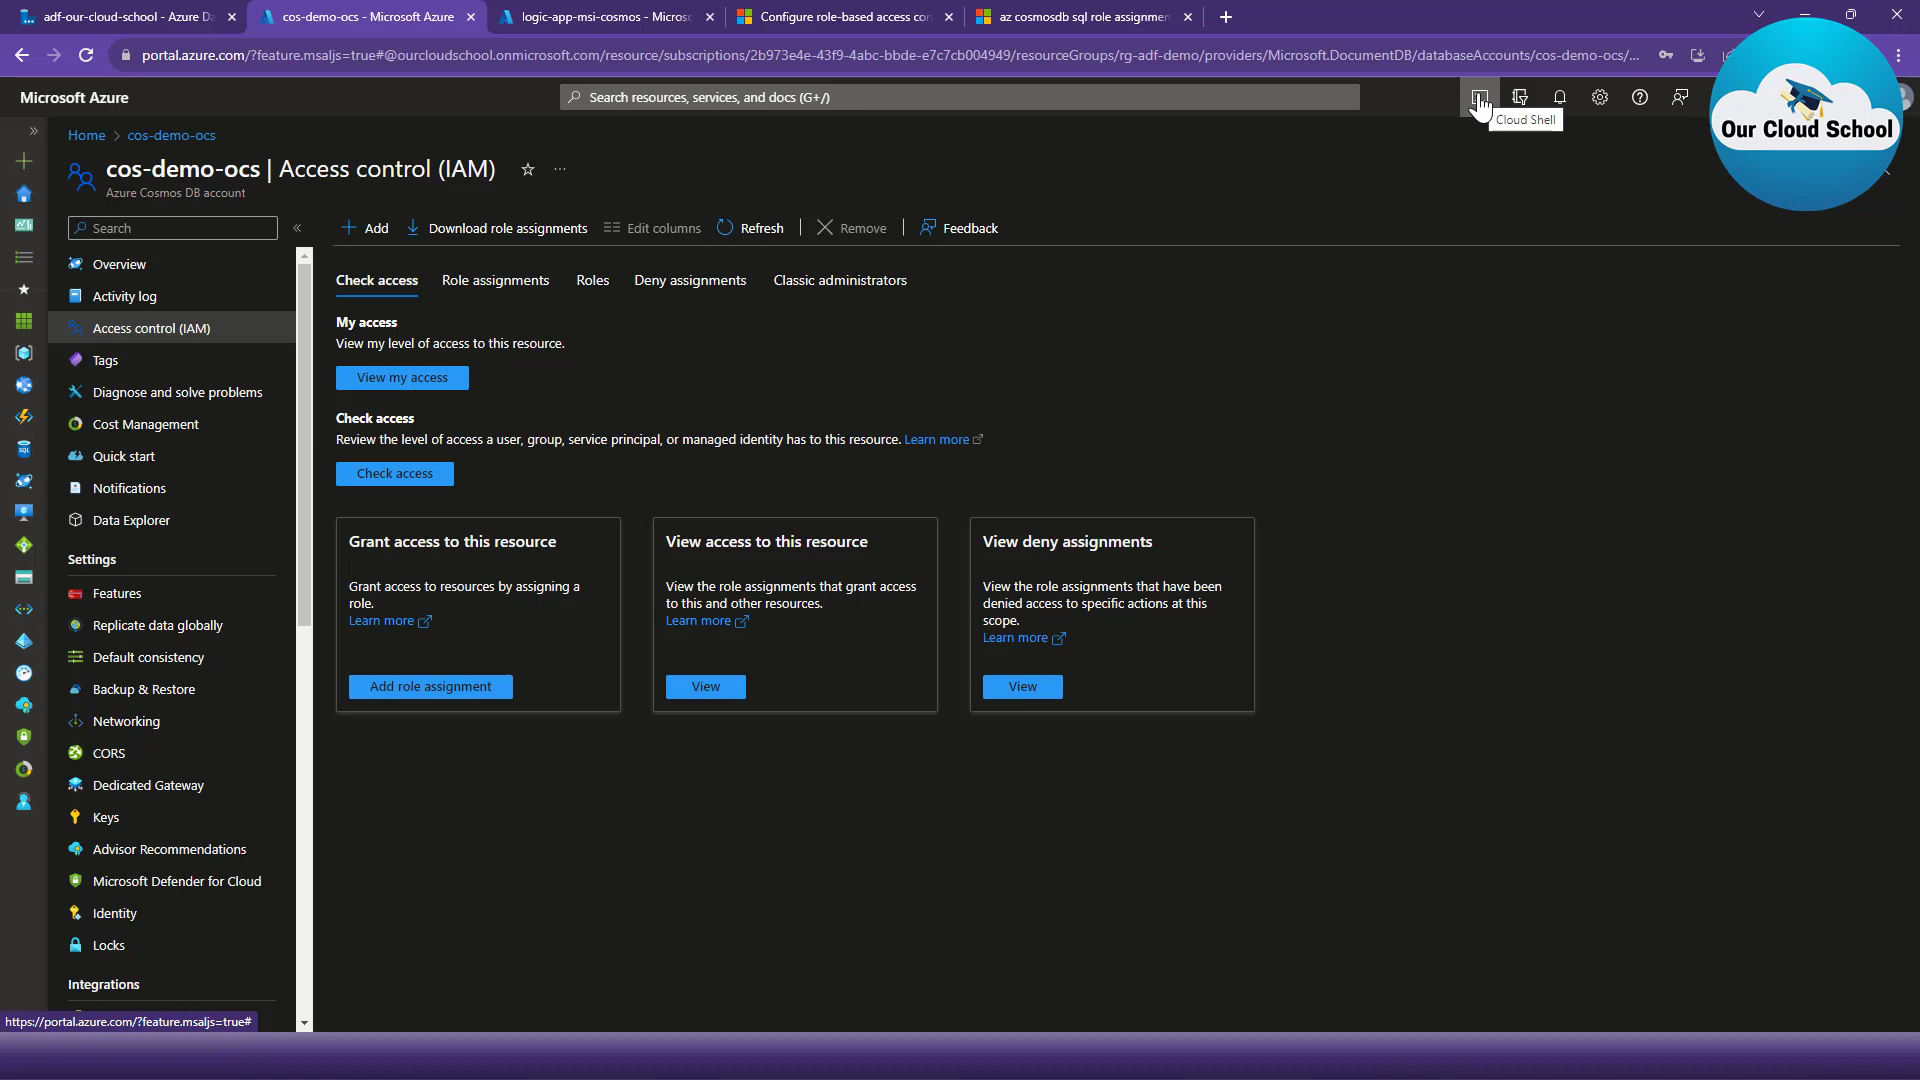 adf-our-cloud-school - Azure Da
cos-demo-ocs - Microsoft Azure
logic-app-msi-cosmos - Microso
Configure role-based access con
az cosmosdb sql role assignmen
portal.azure.com/?feature.msaljs=true#@ourcloudschool.onmicrosoft.com/resource/subscriptions/2b973e4e-43f9-4abc-bbde-e7c7cb004949/resourceGroups/rg-adf-demo/providers/Microsoft.DocumentDB/databaseAccounts/cos-demo-ocs/...
Microsoft Azure
Search resources, services, and docs (G+/)
Cloud Shell
Our Cloud School
Home > cos-demo-ocs
cos-demo-ocs | Access control (IAM)
Azure Cosmos DB account
Search
Add
Download role assignments
Edit columns
Refresh
Remove
Feedback
Overview
Activity log
Access control (IAM)
Tags
Diagnose and solve problems
Cost Management
Quick start
Notifications
Data Explorer
Settings
Features
Replicate data globally
Default consistency
Backup & Restore
Networking
CORS
Dedicated Gateway
Keys
Advisor Recommendations
Microsoft Defender for Cloud
Identity
Locks
Integrations
Check access
Role assignments
Roles
Deny assignments
Classic administrators
My access
View my level of access to this resource.
View my access
Check access
Review the level of access a user, group, service principal, or managed identity has to this resource. Learn more
Check access
Grant access to this resource
Grant access to resources by assigning a
role.
Learn more
Add role assignment
View access to this resource
View the role assignments that grant access
to this and other resources.
Learn more
View
View deny assignments
View the role assignments that have been
denied access to specific actions at this
scope.
Learn more
View
SQL
https://portal.azure.com/?feature.msaljs=true#